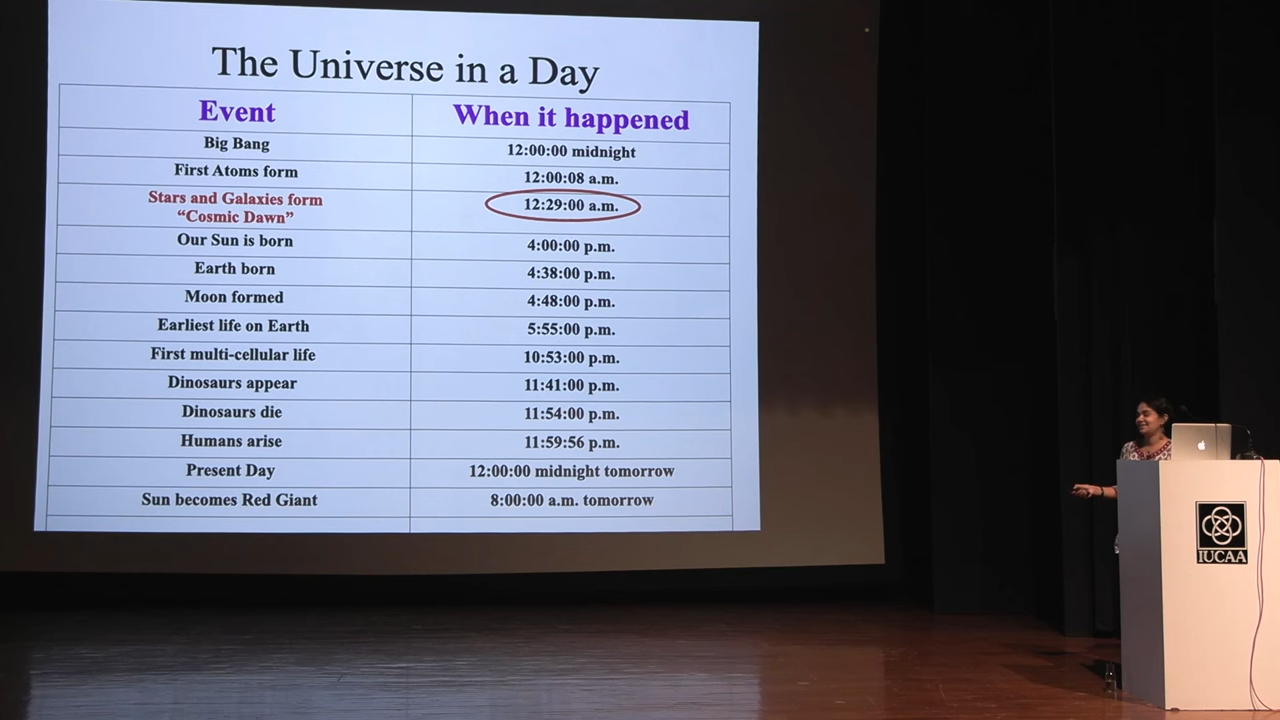 The Universe in a Day
Event When it happened
Big Bang 12:00:00 midnight
First Atoms form 12:00:08 a.m.
Stars and Galaxies form
“Cosmic Dawn” 12:29:00 a.m.
Our Sun is born 4:00:00 p.m.
Earth born 4:38:00 p.m.
Moon formed 4:48:00 p.m.
Earliest life on Earth 5:55:00 p.m.
First multi-cellular life 10:53:00 p.m.
Dinosaurs appear 11:41:00 p.m.
Dinosaurs die 11:54:00 p.m.
Humans arise 11:59:56 p.m.
Present Day 12:00:00 midnight tomorrow
Sun becomes Red Giant 8:00:00 a.m. tomorrow
IUCAA